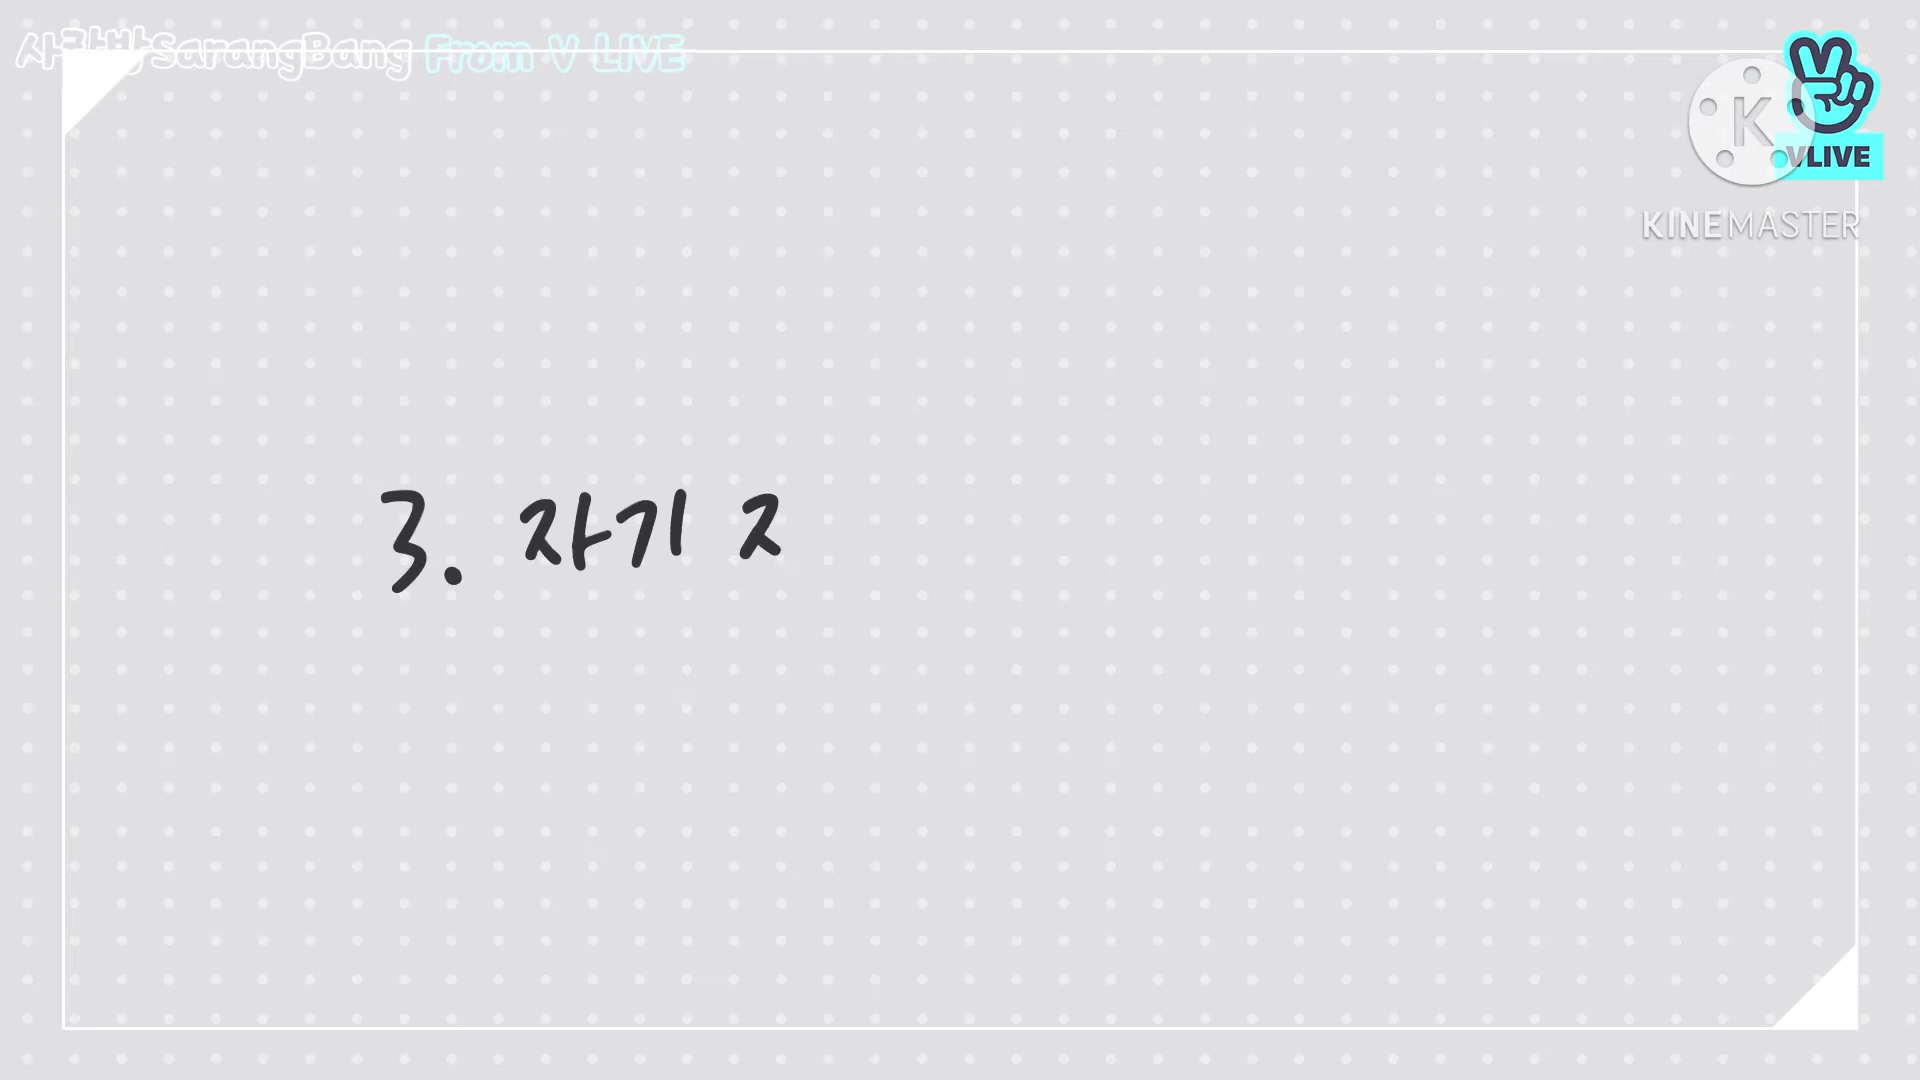 사랑방SarangBang From V LIVE
VLIVE
K
KINEMASTER
3. 자기 ㅈ